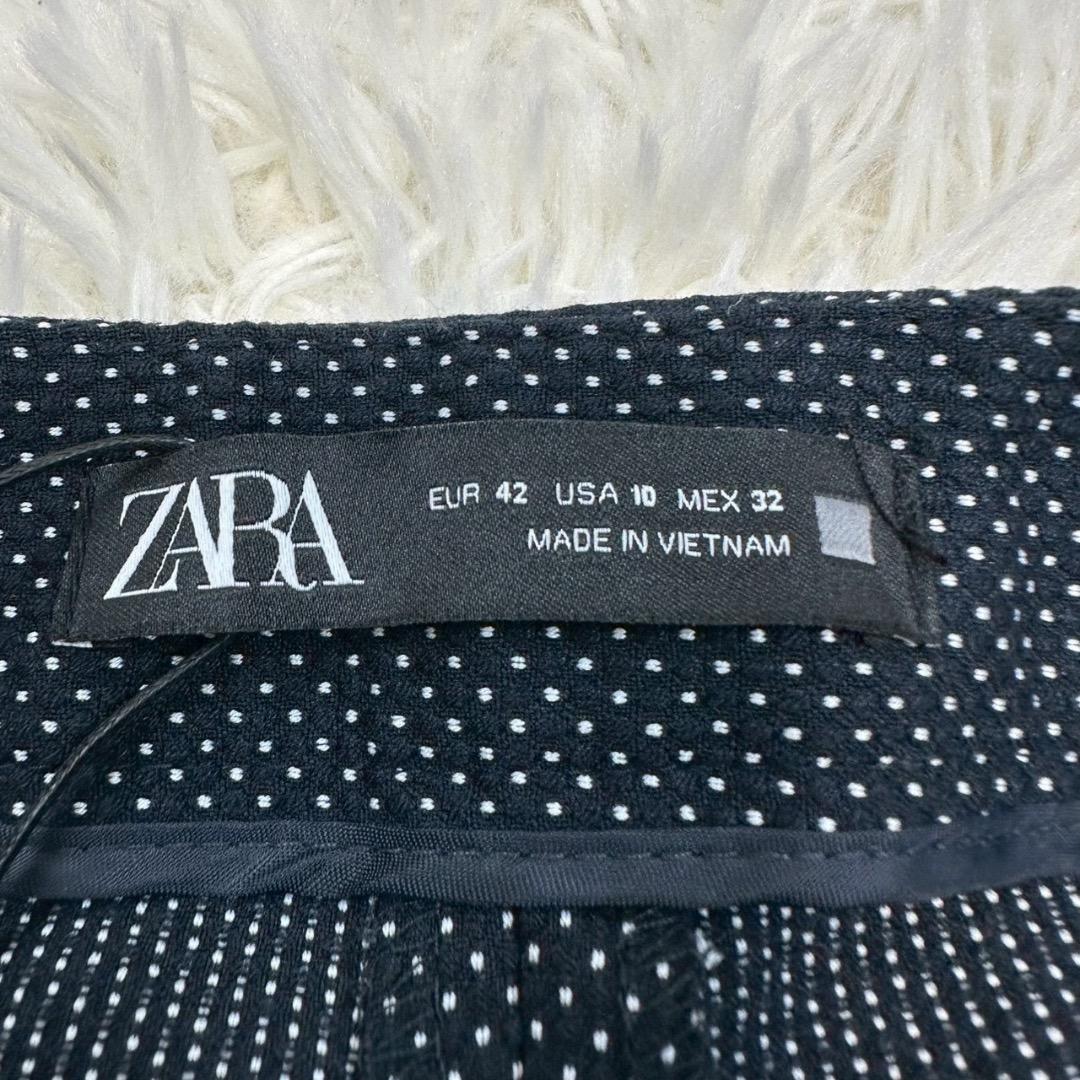 ZARA
EUR 42 USA 10 MEX 32
MADE IN VIETNAM